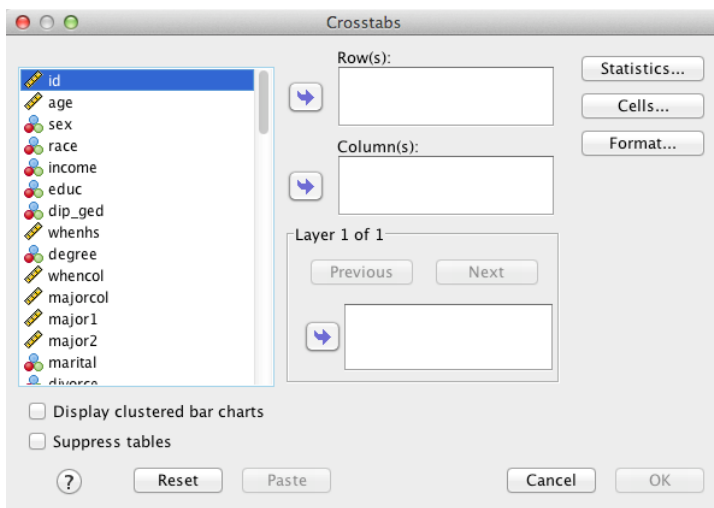 Crosstabs
id
age
sex
race
income
educ
dip_ged
whenhs
degree
whencol
majorcol
major1
major2
marital
divorce
Row(s):
Column(s):
Layer 1 of 1
Previous
Next
Statistics...
Cells...
Format...
Display clustered bar charts
Suppress tables
?
Reset
Paste
Cancel
OK